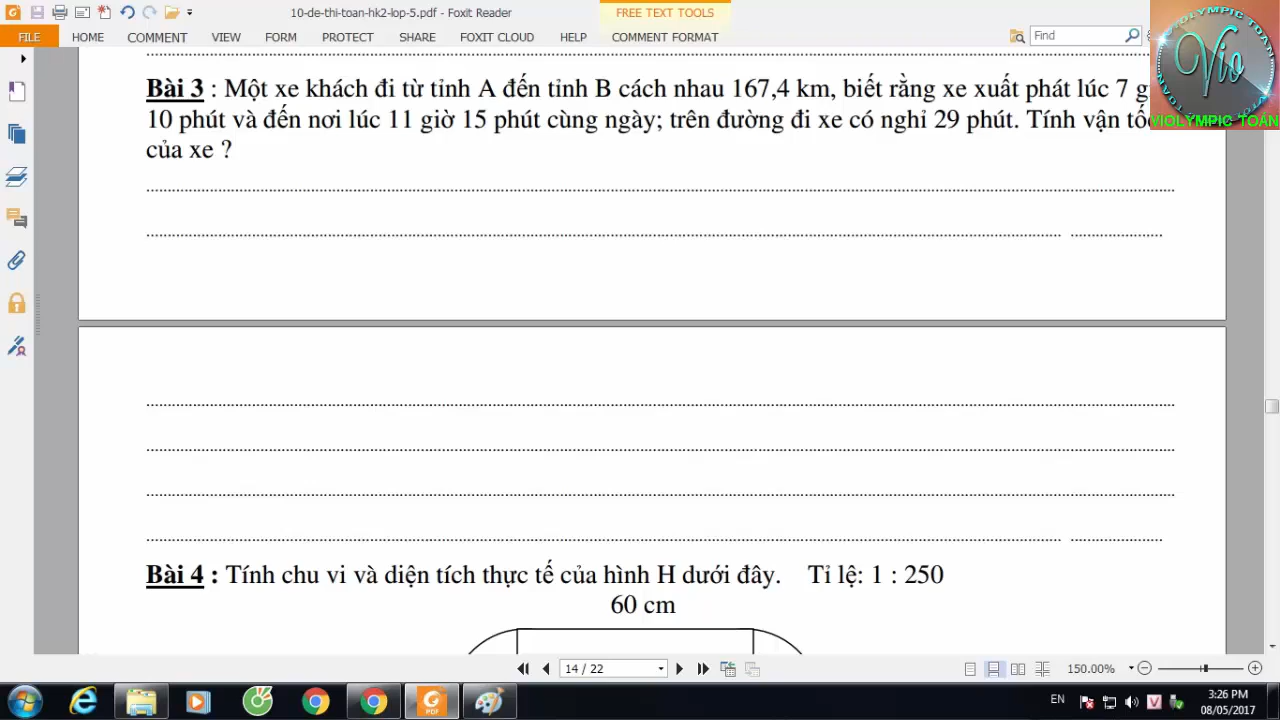 10-de-thi-toan-hk2-lop-5.pdf - Foxit Reader
FREE TEXT TOOLS
FILE HOME COMMENT VIEW FORM PROTECT SHARE FOXIT CLOUD HELP COMMENT FORMAT Find
VIOLYMPIC TOÁN
Vio
VIOLYMPIC TOÁN
Bài 3 : Một xe khách đi từ tỉnh A đến tỉnh B cách nhau 167,4 km, biết rằng xe xuất phát lúc 7 g
10 phút và đến nơi lúc 11 giờ 15 phút cùng ngày; trên đường đi xe có nghỉ 29 phút. Tính vận tố
của xe ?
Bài 4 : Tính chu vi và diện tích thực tế của hình H dưới đây. Tỉ lệ: 1 : 250
60 cm
14 / 22
150.00%
PDF
EN
3:26 PM
08/05/2017